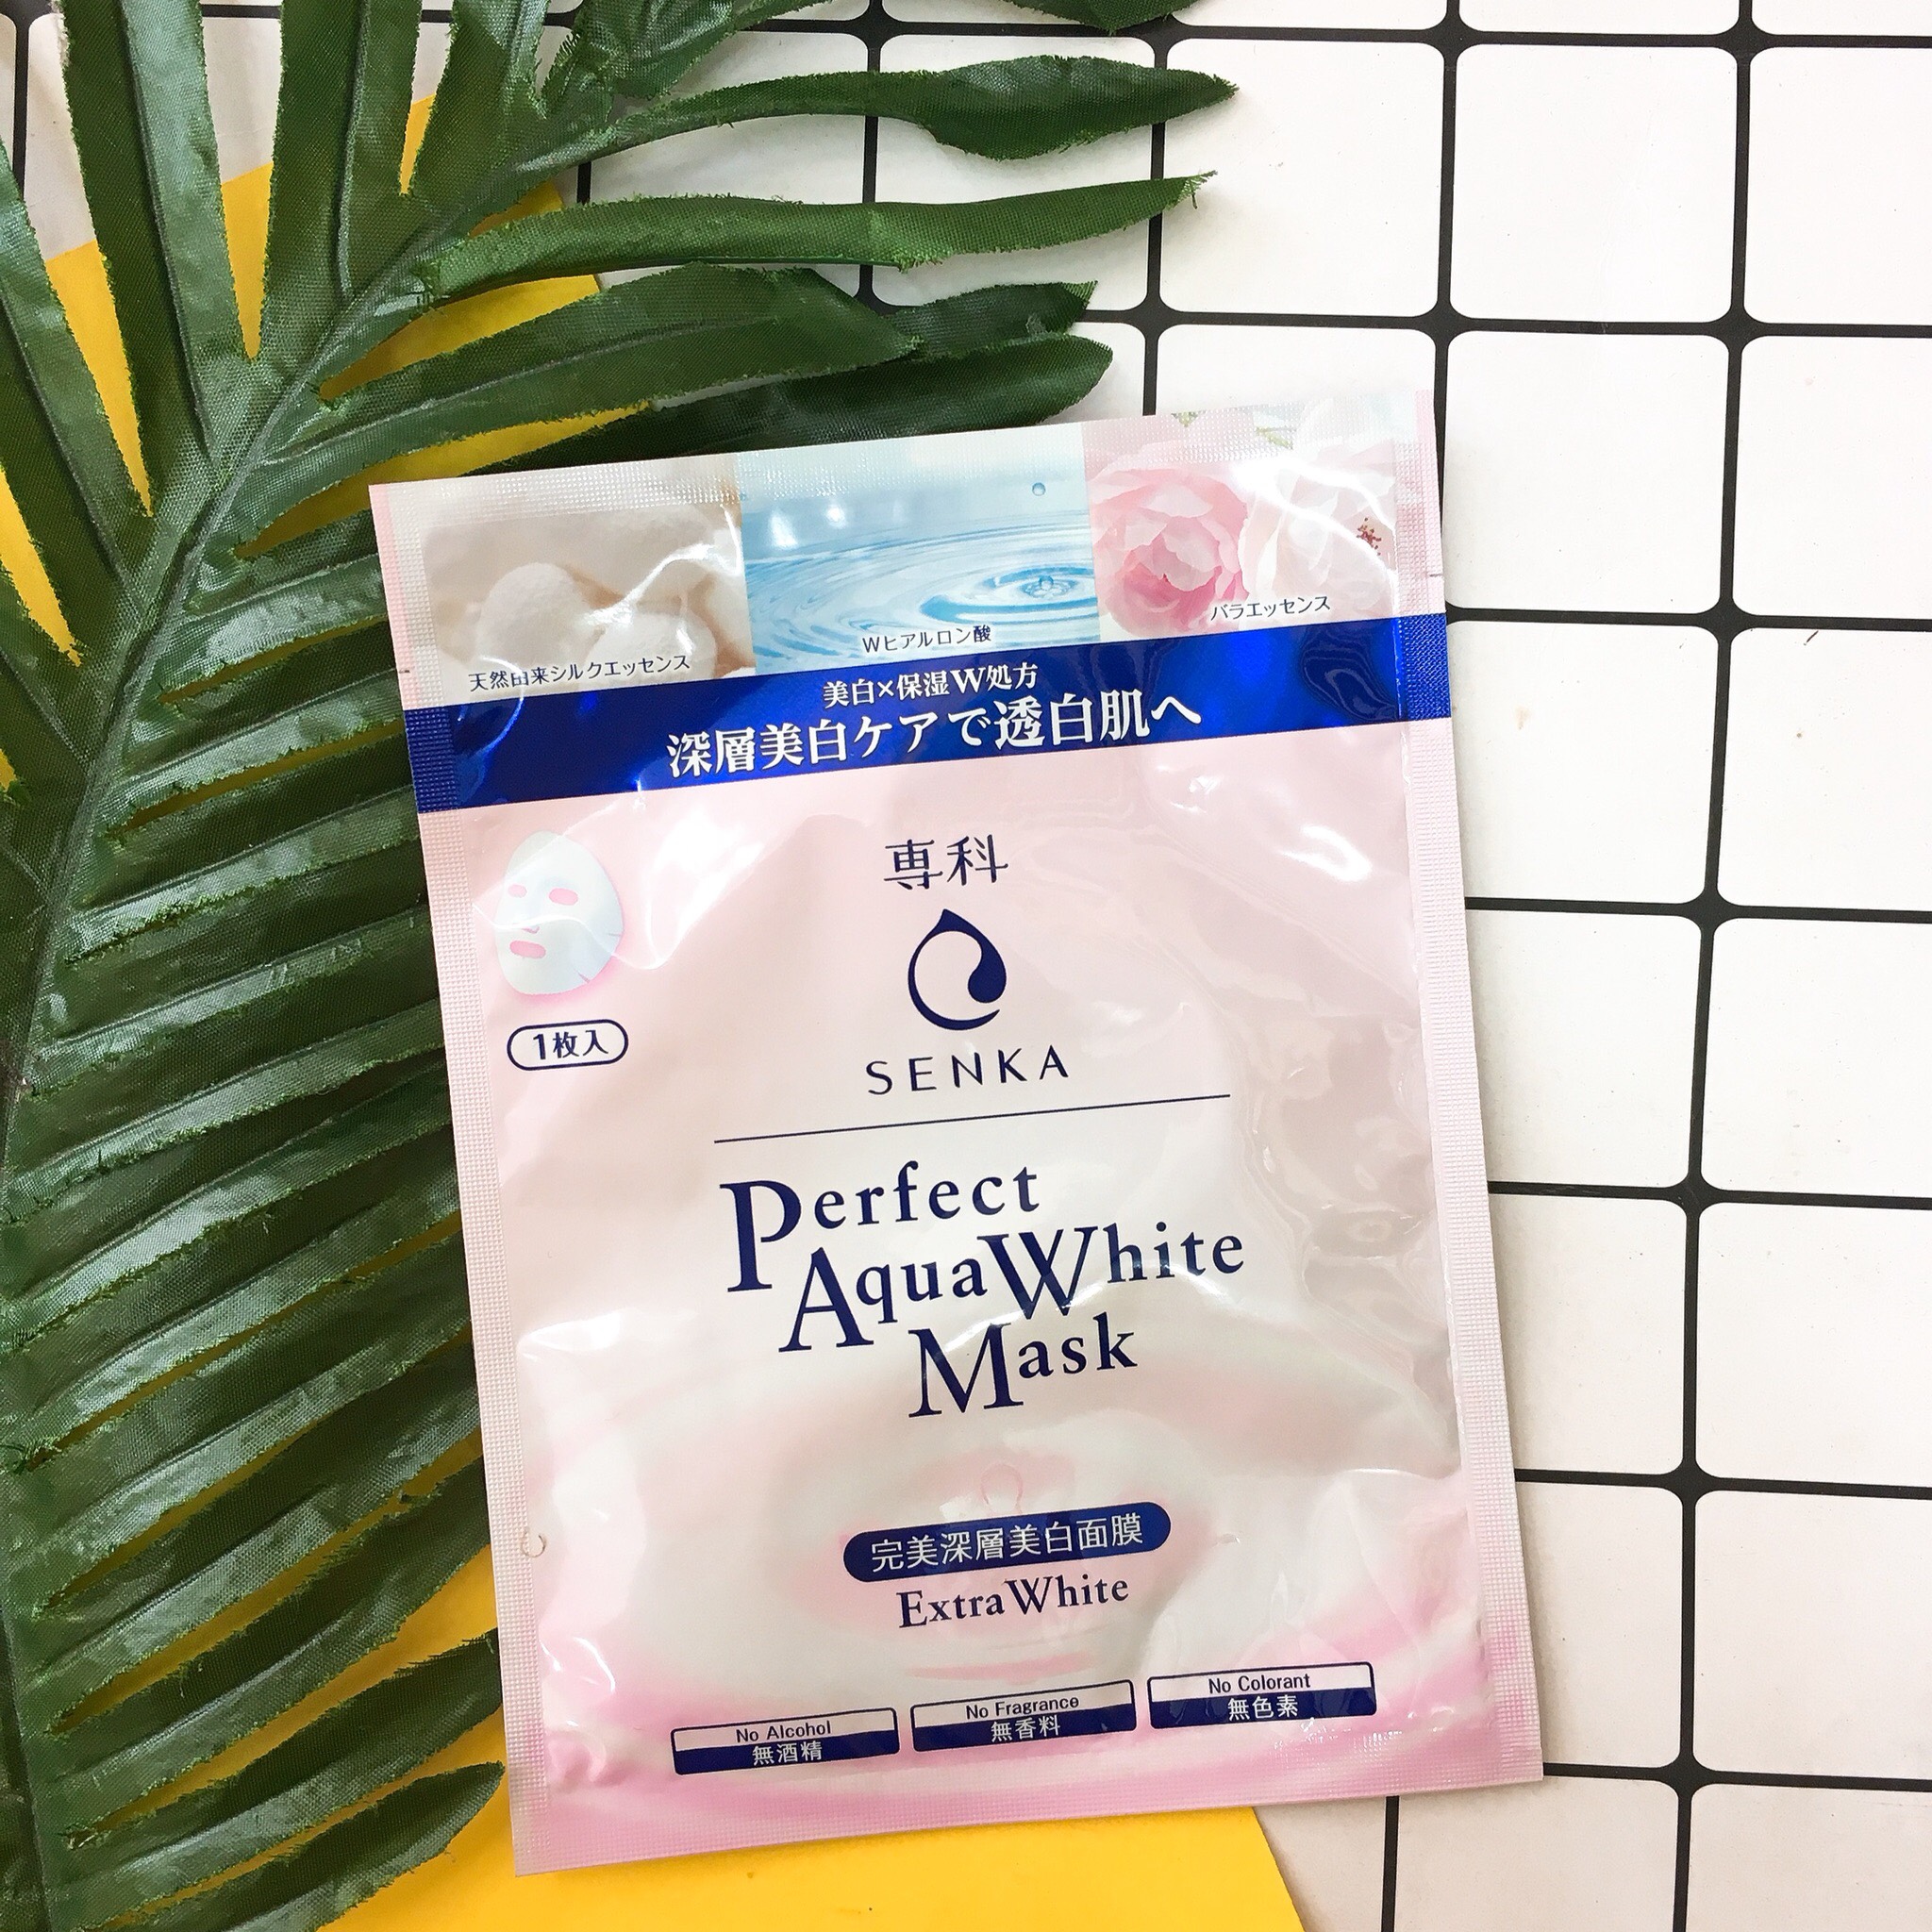 天然由来シルクエッセンス
Wヒアルロン酸
バラエッセンス
美白×保湿W処方
深層美白ケアで透白肌へ
専科
1枚入
SENKA
Perfect
AquaWhite
Mask
完美深層美白面膜
ExtraWhite
No Alcohol
無酒精
No Fragrance
無香料
No Colorant
無色素